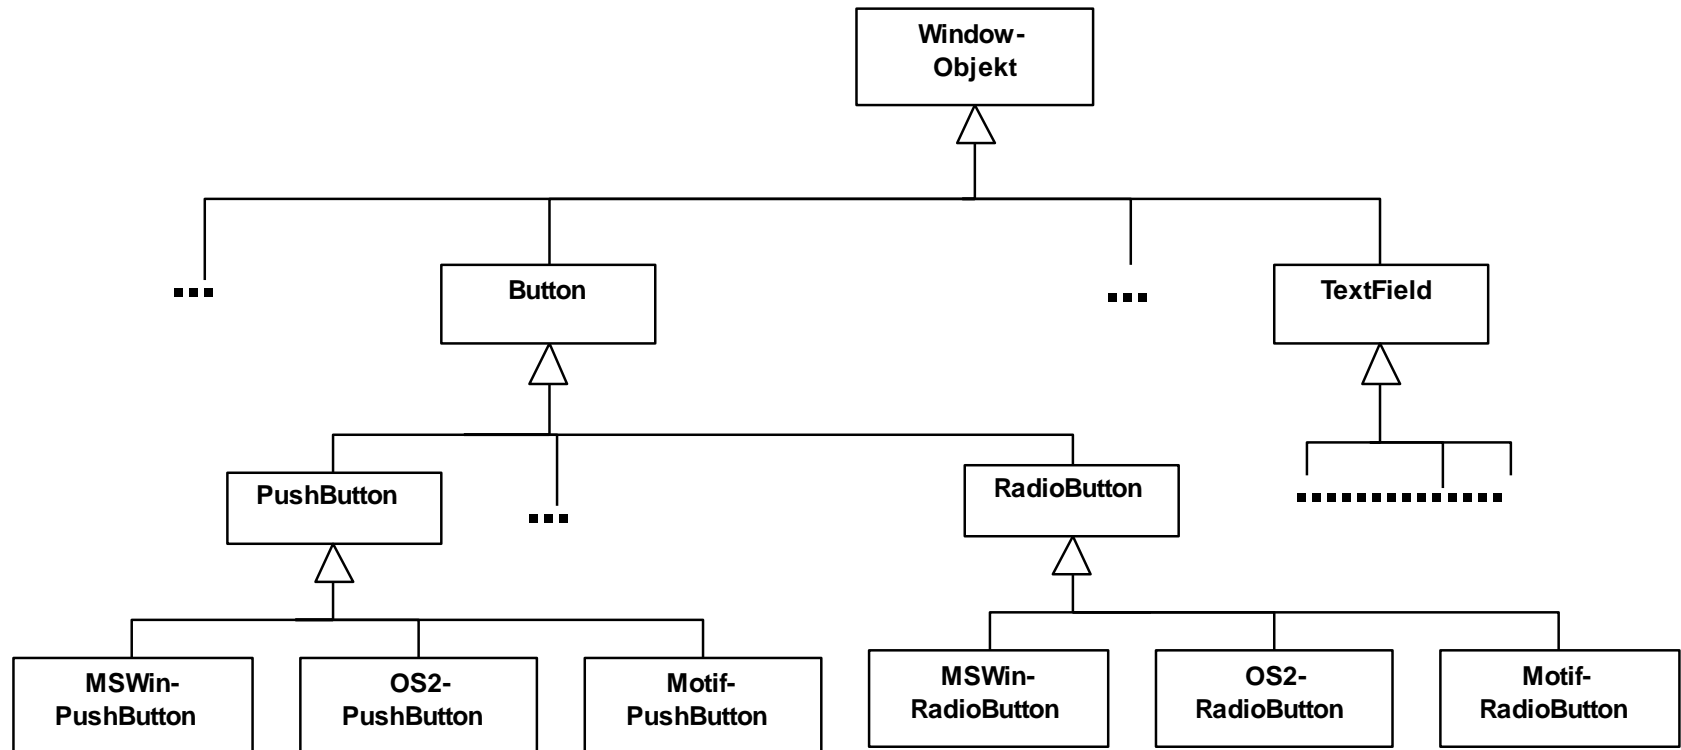 Window-
Objekt
...
Button
...
TextField
PushButton
...
RadioButton
..............
MSWin-
PushButton
OS2-
PushButton
Motif-
PushButton
MSWin-
RadioButton
OS2-
RadioButton
Motif-
RadioButton